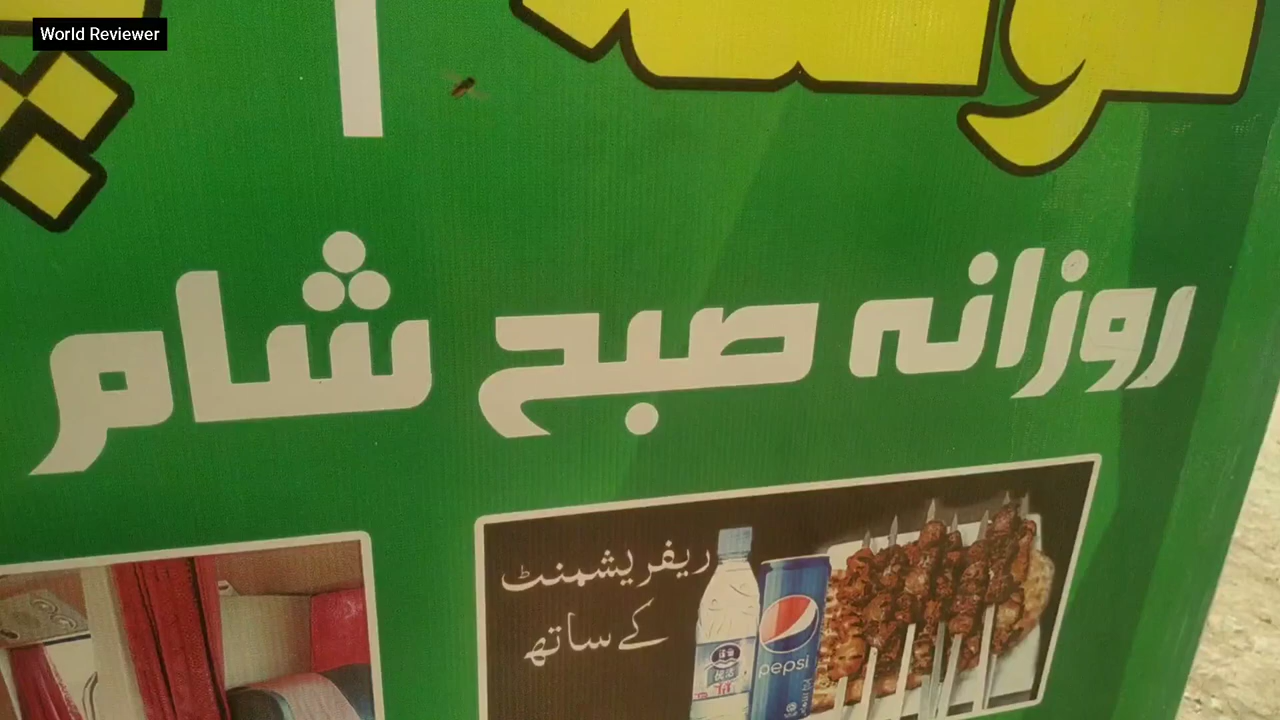 World Reviewer
روزانہ صبح شام
ریفریشمنٹ
کے ساتھ
pepsi